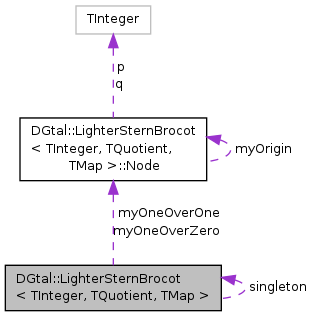 TInteger
p
q
DGtal::LighterSternBrocot
< TInteger, TQuotient,
TMap >::Node
myOrigin
myOneOverOne
myOneOverZero
DGtal::LighterSternBrocot
< TInteger, TQuotient, TMap >
singleton